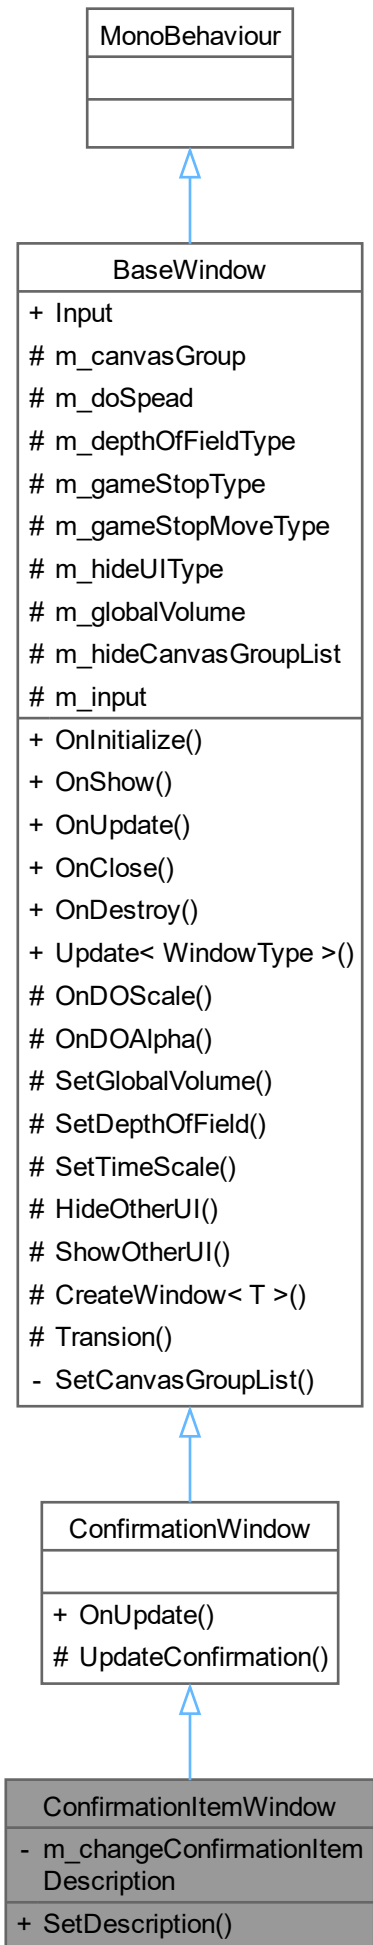 MonoBehaviour
BaseWindow
+ Input
# m_canvasGroup
# m_doSpead
# m_depthOfFieldType
# m_gameStopType
# m_gameStopMoveType
# m_hideUIType
# m_globalVolume
# m_hideCanvasGroupList
# m_input
+ OnInitialize()
+ OnShow()
+ OnUpdate()
+ OnClose()
+ OnDestroy()
+ Update< WindowType >()
# OnDOScale()
# OnDOAlpha()
# SetGlobalVolume()
# SetDepthOfField()
# SetTimeScale()
# HideOtherUI()
# ShowOtherUI()
# CreateWindow< T >()
# Transion()
- SetCanvasGroupList()
ConfirmationWindow
+ OnUpdate()
# UpdateConfirmation()
ConfirmationItemWindow
- m_changeConfirmationItem
Description
+ SetDescription()